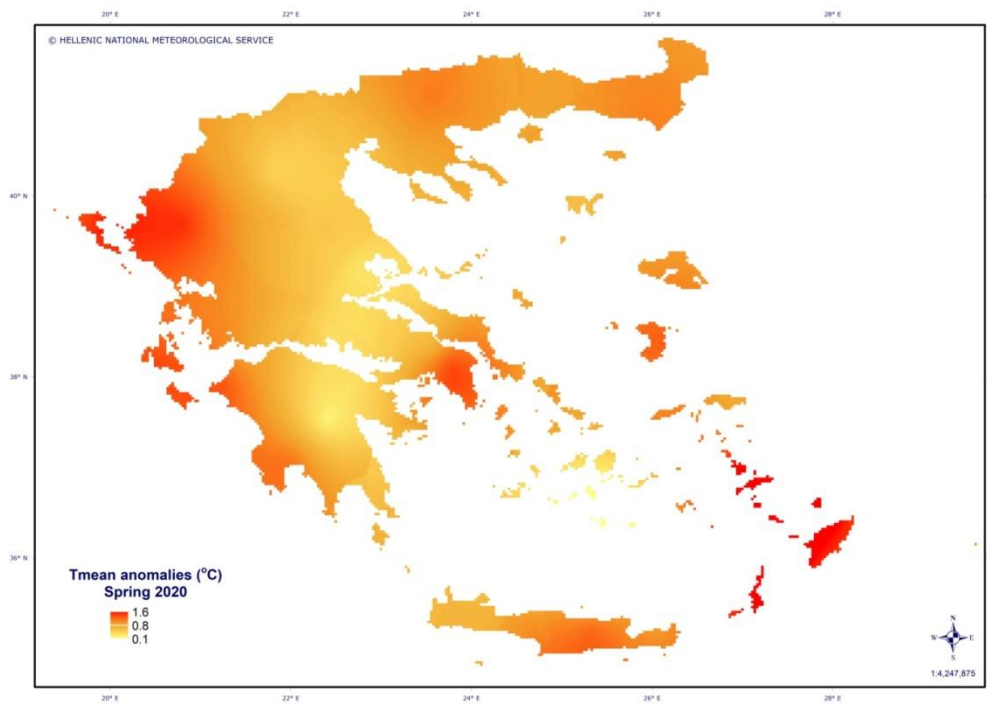 20° E 22° E 24° E 26° E 28° E
© HELLENIC NATIONAL METEOROLOGICAL SERVICE
40° N
38° N
36° N
Tmean anomalies (°C)
Spring 2020
1.6
0.8
0.1
N
W E
S
1:4,247,875
20° E 22° E 24° E 26° E 28° E